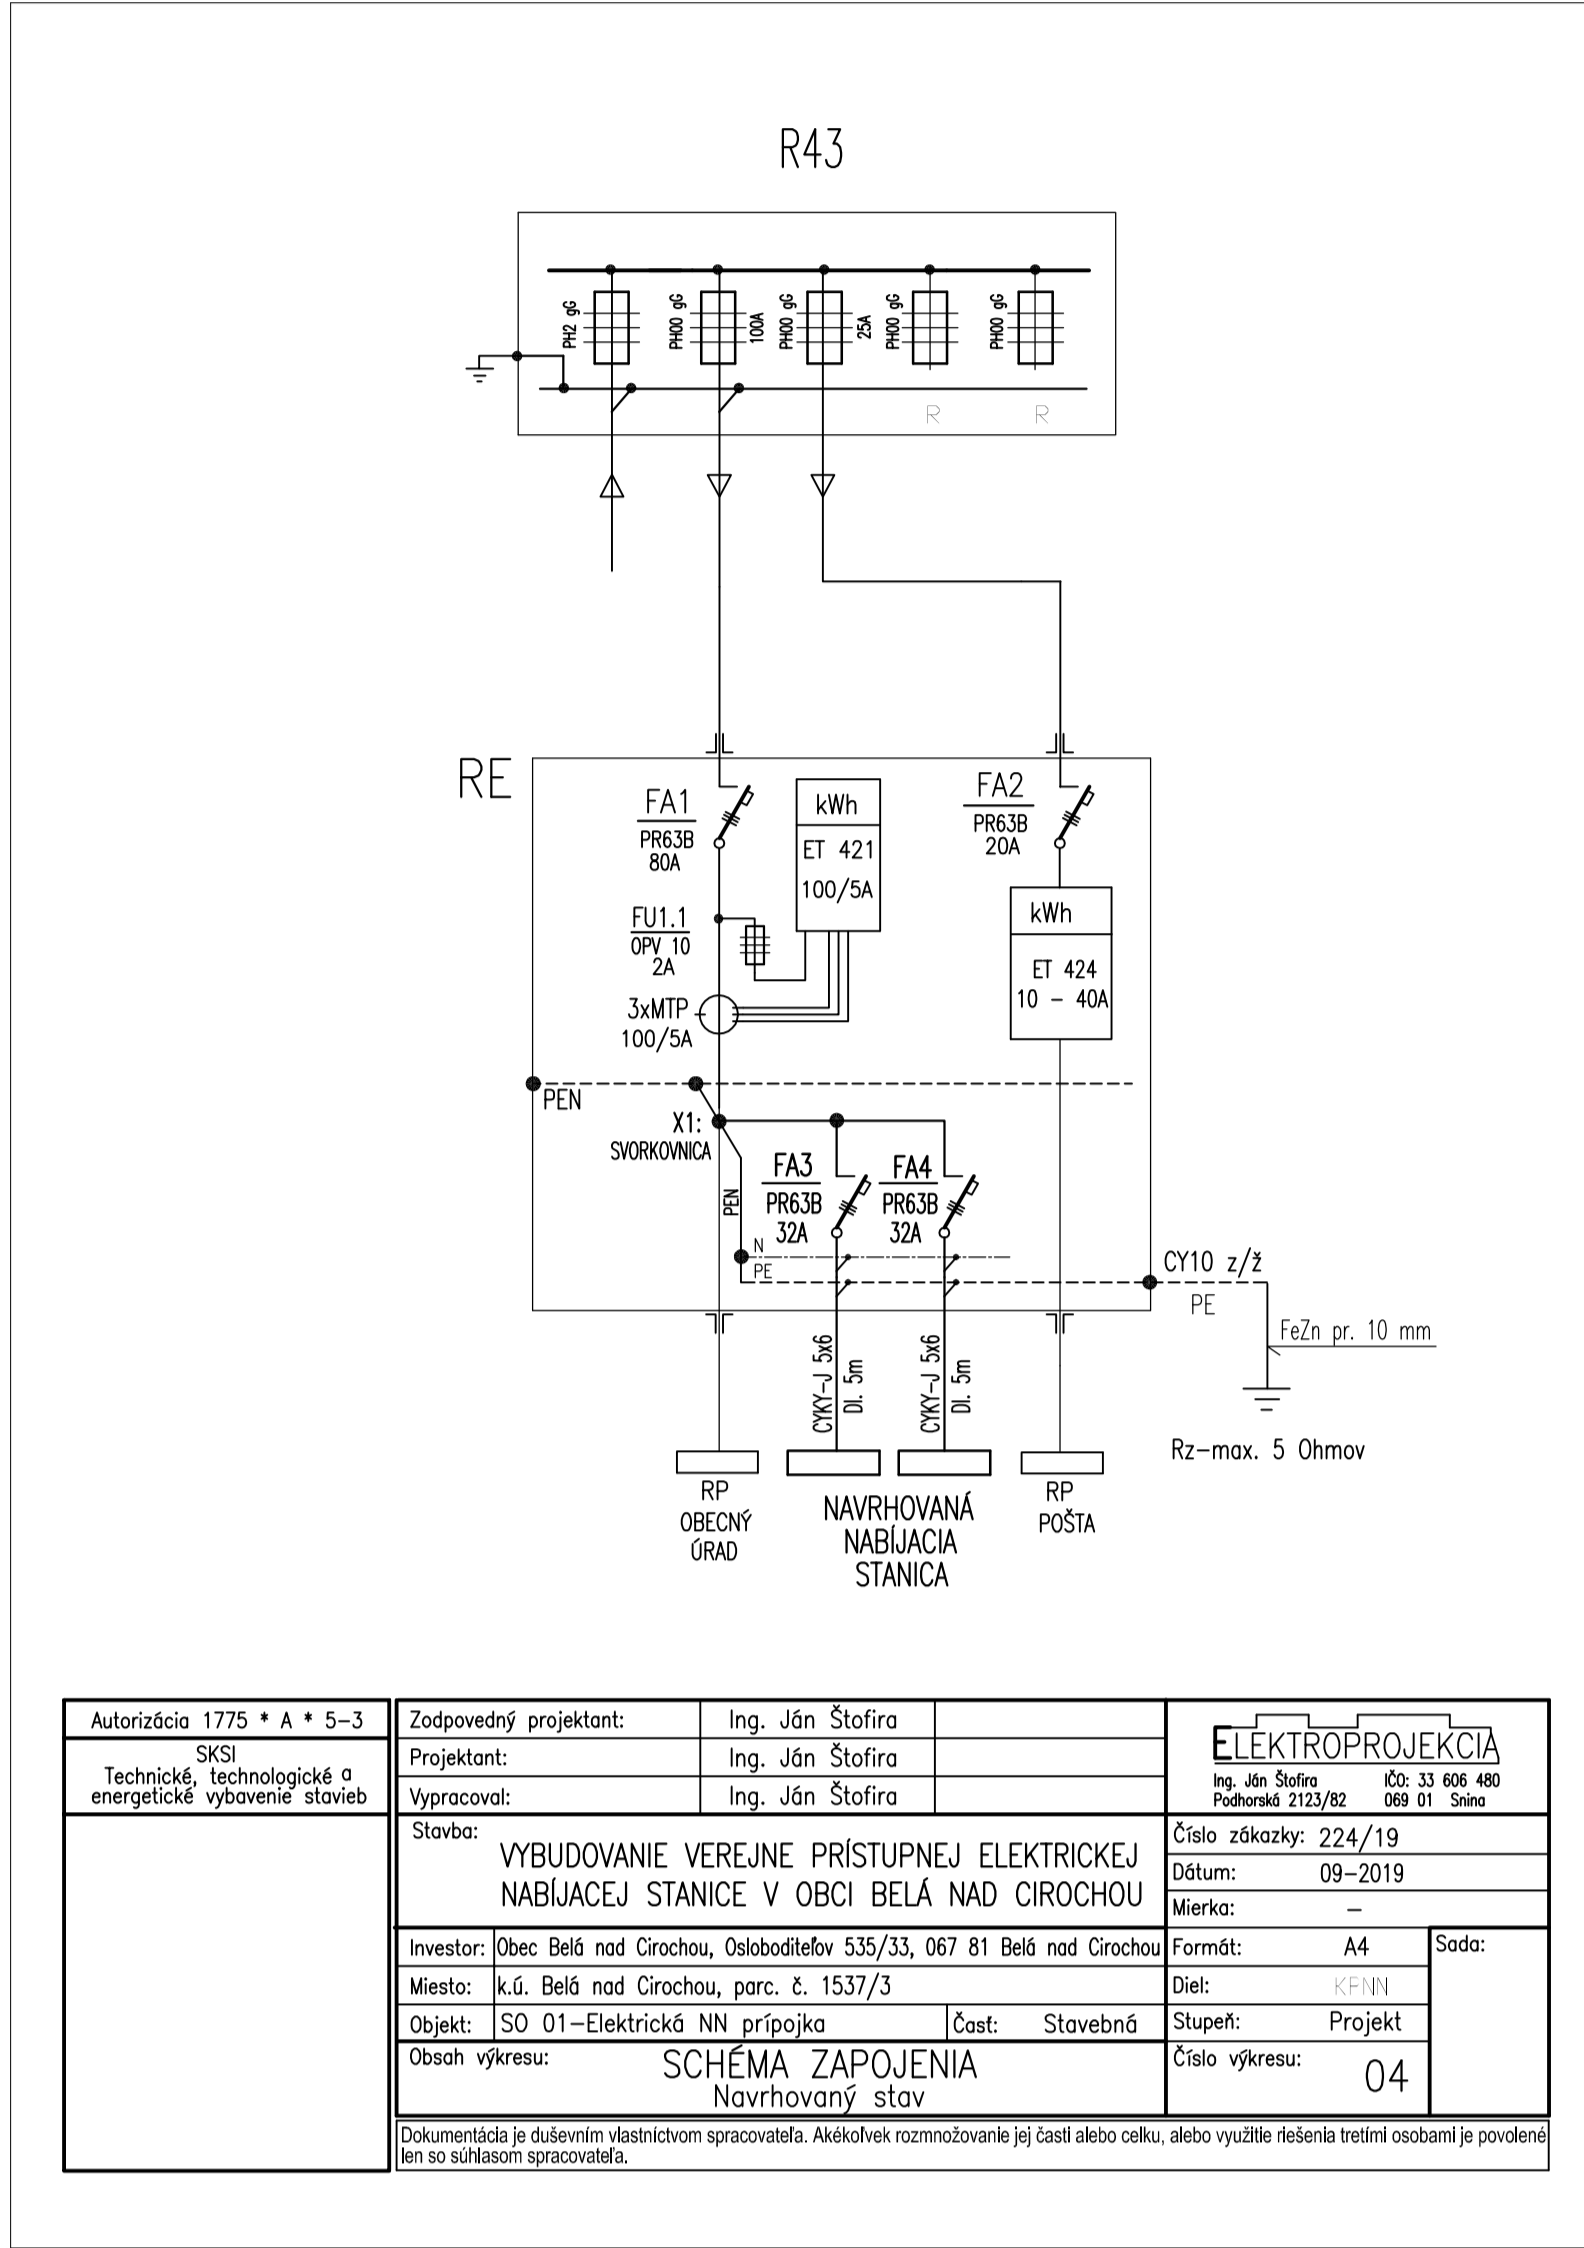 R43
PH2 gG
PH00 gG
100A
PH00 gG
25A
PH00 gG
PH00 gG
R
R
RE
FA1
PR63B
80A
kWh
ET 421
100/5A
FA2
PR63B
20A
kWh
ET 424
10 – 40A
FU1.1
OPV 10
2A
3xMTP
100/5A
PEN
X1:
SVORKOVNICA
PEN
FA3
PR63B
32A
FA4
PR63B
32A
N
PE
CY10 z/ž
PE
FeZn pr. 10 mm
CYKY-J 5x6
Dl. 5m
CYKY-J 5x6
Dl. 5m
Rz-max. 5 Ohmov
RP
OBECNÝ
ÚRAD
NAVRHOVANÁ
NABÍJACIA
STANICA
RP
POŠTA
Autorizácia 1775 * A * 5-3
SKSI
Technické, technologické a
energetické vybavenie stavieb
Zodpovedný projektant: Ing. Ján Štofira
Projektant: Ing. Ján Štofira
Vypracoval: Ing. Ján Štofira
ELEKTROPROJEKCIA
Ing. Ján Štofira IČO: 33 606 480
Podhorská 2123/82 069 01 Snina
Stavba:
VYBUDOVANIE VEREJNE PRÍSTUPNEJ ELEKTRICKEJ
NABÍJACEJ STANICE V OBCI BELÁ NAD CIROCHOU
Číslo zákazky: 224/19
Dátum: 09-2019
Mierka: –
Investor: Obec Belá nad Cirochou, Osloboditeľov 535/33, 067 81 Belá nad Cirochou
Miesto: k.ú. Belá nad Cirochou, parc. č. 1537/3
Objekt: SO 01-Elektrická NN prípojka Časť: Stavebná
Formát: A4
Sada:
Diel:
Stupeň: Projekt
Obsah výkresu: SCHÉMA ZAPOJENIA
Navrhovaný stav
Číslo výkresu: 04
Dokumentácia je duševním vlastníctvom spracovateľa. Akékoľvek rozmnožovanie jej časti alebo celku, alebo využitie riešenia tretími osobami je povolené
len so súhlasom spracovateľa.